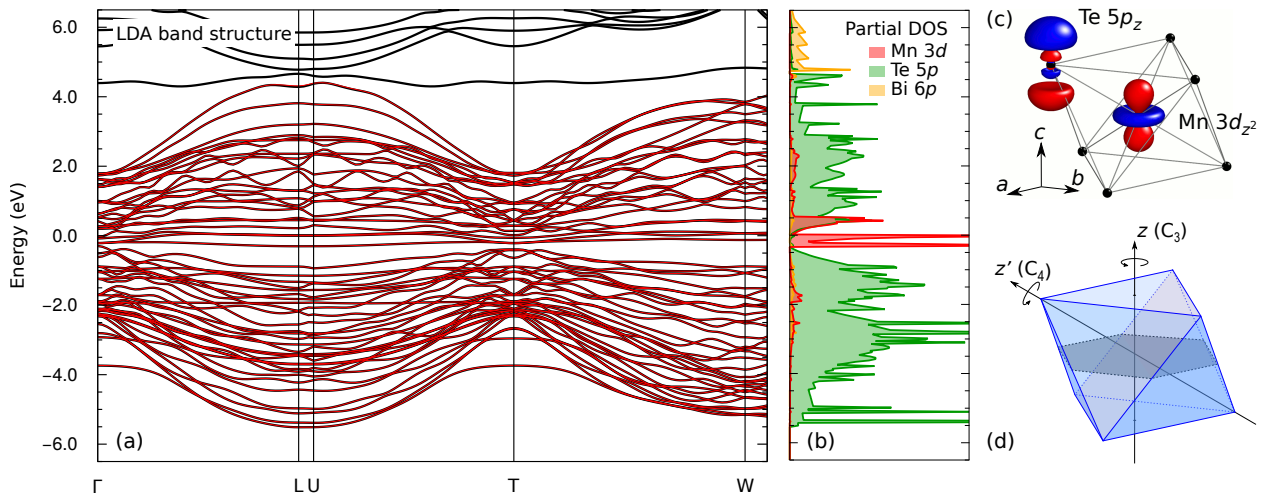 LDA band structure
Energy (eV)
6.0
4.0
2.0
0.0
−2.0
−4.0
−6.0
(a)
Γ
L U
T
W
Partial DOS
Mn 3d
Te 5p
Bi 6p
(b)
(c)
Te 5pz
Mn 3dz2
c
a
b
z (C3)
z' (C4)
(d)